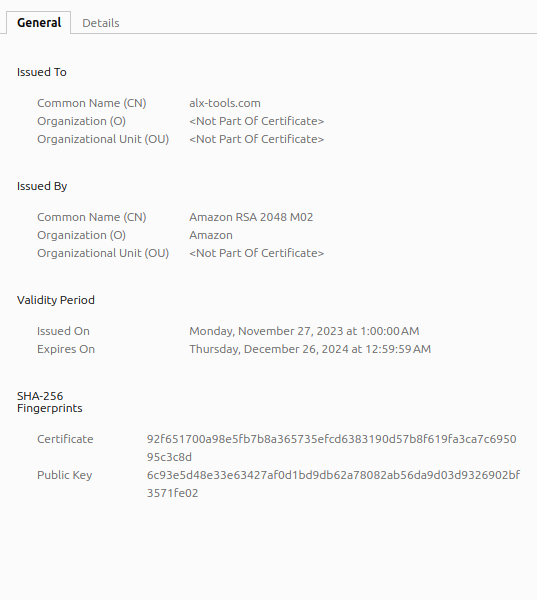 General Details
Issued To
Common Name (CN) alx-tools.com
Organization (O) <Not Part Of Certificate>
Organizational Unit (OU) <Not Part Of Certificate>
Issued By
Common Name (CN) Amazon RSA 2048 M02
Organization (O) Amazon
Organizational Unit (OU) <Not Part Of Certificate>
Validity Period
Issued On Monday, November 27, 2023 at 1:00:00 AM
Expires On Thursday, December 26, 2024 at 12:59:59 AM
SHA-256
Fingerprints
Certificate 92f651700a98e5fb7b8a365735efcd6383190d57b8f619fa3ca7c6950
95c3c8d
Public Key 6c93e5d48e33e63427af0d1bd9db62a78082ab56da9d03d9326902bf
3571fe02